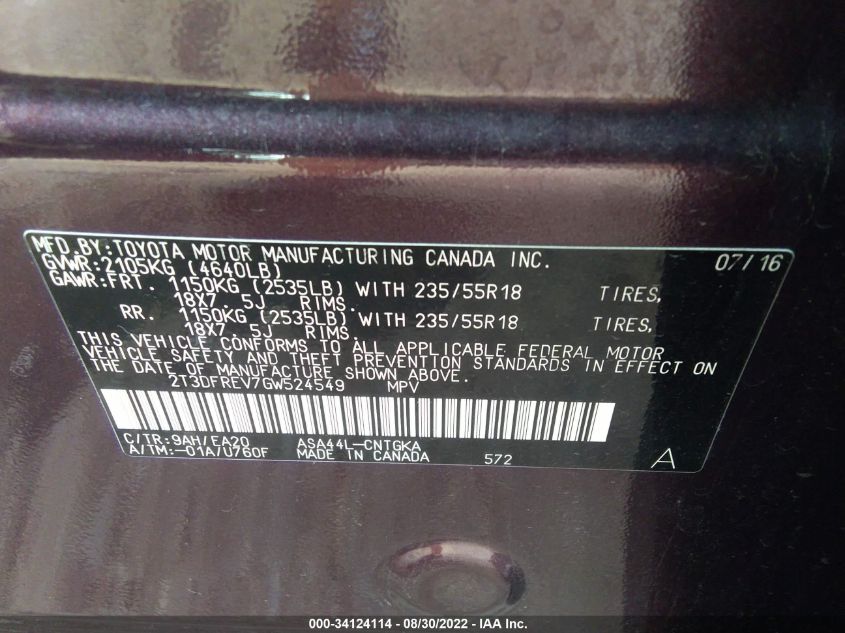 MFD.BY:TOYOTA MOTOR MANUFACTURING CANADA INC. 07/16
GVWR:2105KG (4640LB)
GAWR:FRT. 1150KG (2535LB) WITH 235/55R18 TIRES,
18X7.5J RIMS.
RR. 1150KG (2535LB) WITH 235/55R18 TIRES,
18X7.5J RIMS.
THIS VEHICLE CONFORMS TO ALL APPLICABLE FEDERAL MOTOR
VEHICLE SAFETY AND THEFT PREVENTION STANDARDS IN EFFECT ON
THE DATE OF MANUFACTURE SHOWN ABOVE.
2T3DFREV7GW524549 MPV
C/TR:9AH/EA20 ASA44L-CNTGKA
A/TM:-01A/U760F MADE IN CANADA 572 A
000-34124114 - 08/30/2022 - IAA Inc.